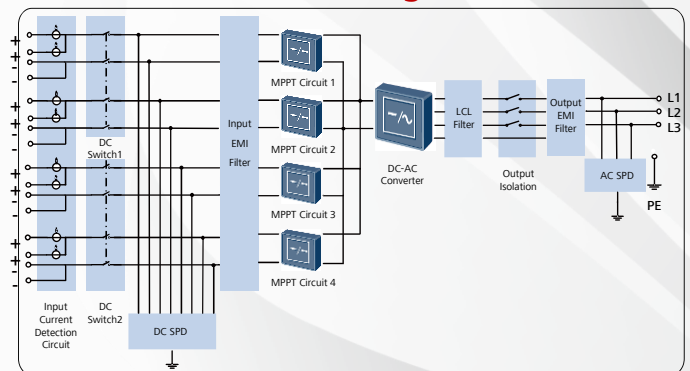 +
+
-
-
+
+
-
-
+
+
-
-
+
+
-
-
Input
Current
Detection
Circuit
DC
Switch1
DC
Switch2
DC SPD
Input
EMI
Filter
MPPT Circuit 1
MPPT Circuit 2
MPPT Circuit 3
MPPT Circuit 4
DC-AC
Converter
LCL
Filter
Output
Isolation
Output
EMI
Filter
L1
L2
L3
AC SPD
PE